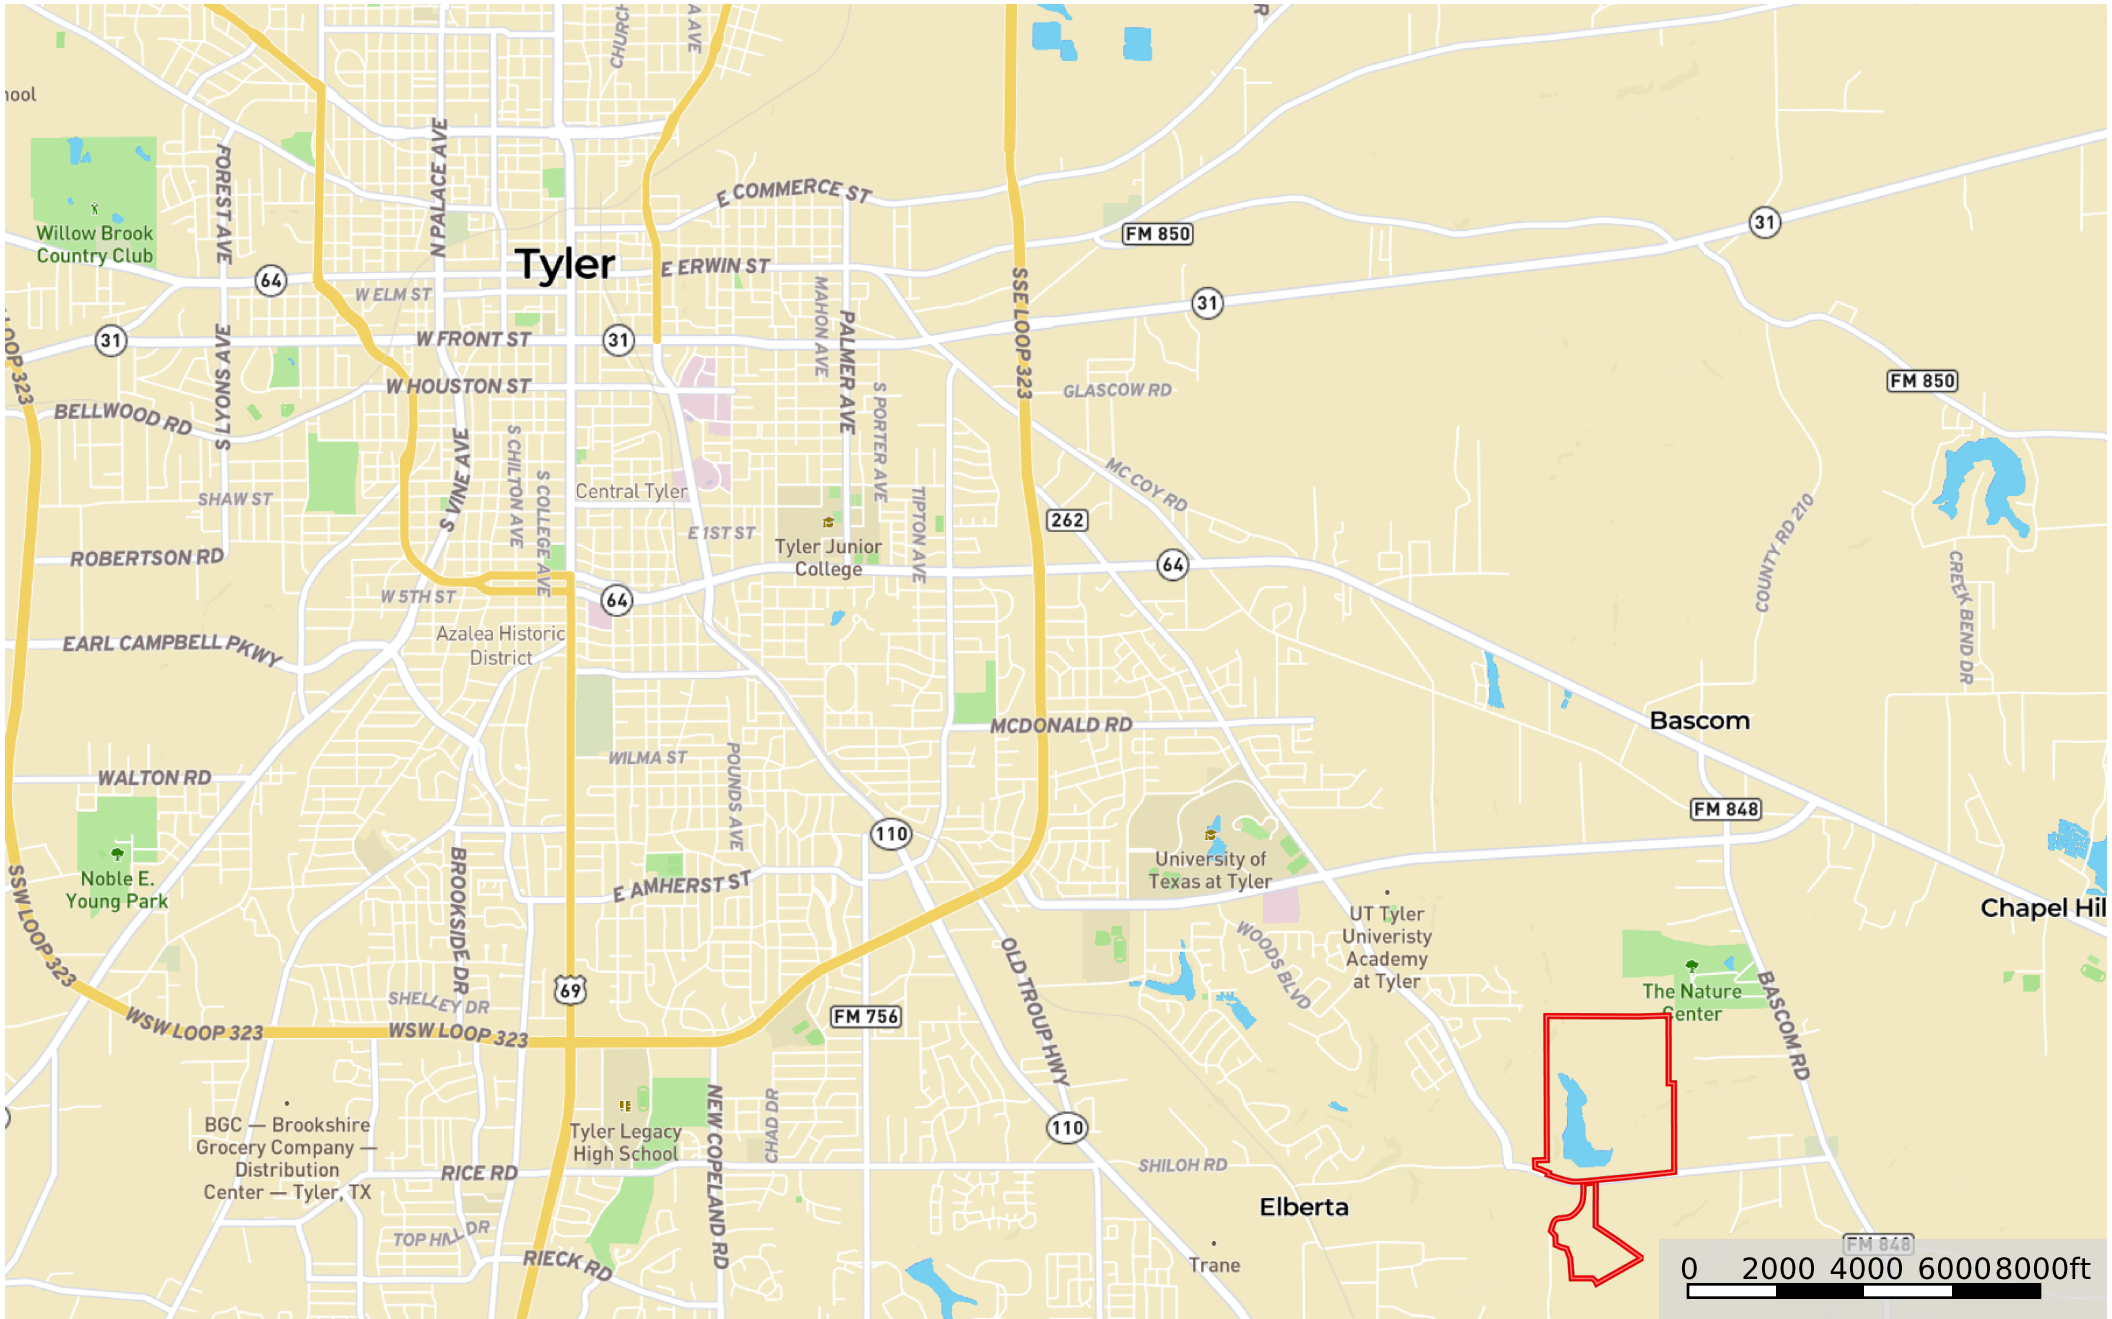 CHURCH
A AVE
R
hool
FOREST AVE
N PALACE AVE
E COMMERCE ST
Willow Brook
Country Club
FM 850
31
Tyler
E ERWIN ST
64
W ELM ST
MAHON AVE
SSE LOOP 323
31
LOOP 323
31
W FRONT ST
31
PALMER AVE
S LYONS AVE
W HOUSTON ST
S PORTER AVE
GLASCOW RD
FM 850
BELLWOOD RD
S VINE AVE
S CHILTON AVE
S COLLEGE AVE
Central Tyler
MC COY RD
SHAW ST
TIPTON AVE
262
COUNTY RD 210
E 1ST ST
Tyler Junior
College
ROBERTSON RD
64
CREEK BEND DR
W 5TH ST
64
EARL CAMPBELL PKWY
Azalea Historic
District
MCDONALD RD
Bascom
WILMA ST
POUNDS AVE
WALTON RD
FM 848
110
BROOKSIDE DR
University of
Texas at Tyler
Noble E.
Young Park
E AMHERST ST
Chapel Hil
UT Tyler
Univeristy
Academy
at Tyler
WOODS BLVD
SSW LOOP 323
OLD TROUP HWY
69
The Nature
Center
BASCOM RD
SHELLEY DR
FM 756
WSW LOOP 323
WSW LOOP 323
NEW COPELAND RD
CHAD DR
BGC — Brookshire
Grocery Company —
Distribution
Center — Tyler, TX
Tyler Legacy
High School
110
RICE RD
SHILOH RD
Elberta
TOP HILL DR
RIECK RD
Trane
FM 848
0 2000 4000 6000 8000ft